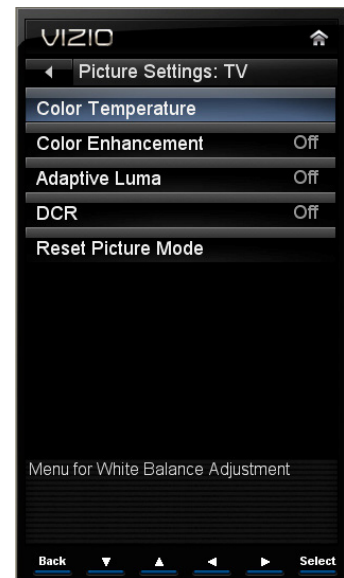 VIZIO
Picture Settings: TV
Color Temperature
Color Enhancement Off
Adaptive Luma Off
DCR Off
Reset Picture Mode
Menu for White Balance Adjustment
Back ▼ ▲ ◄ ► Select